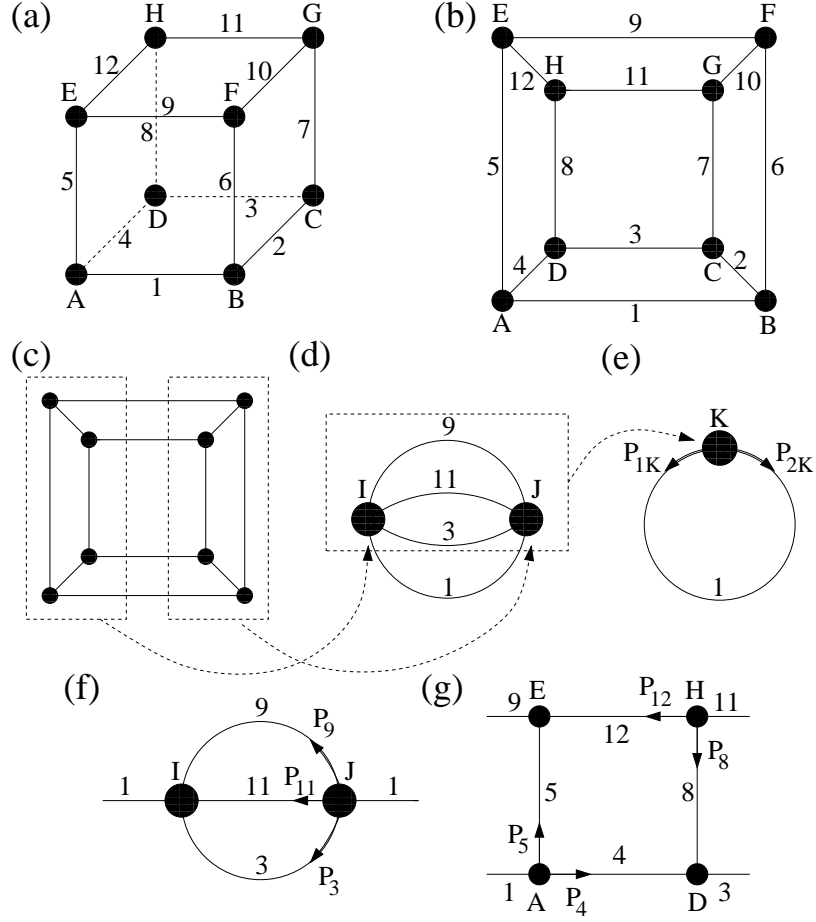 (a)
H 11 G
12 10
E 9 F
8 7
5 6
D 3 C
4 2
A 1 B
(b)
E 9 F
12 H 11 G 10
5 8 7 6
4 D 3 C 2
A 1 B
(c)
(d)
9
11
I J
3
1
(e)
K
P1K P2K
1
(f)
9 P9
1 I 11 P11 J 1
3 P3
(g)
9 E P12 H 11
12 P8
5 8
P5 4
1 A P4 D 3